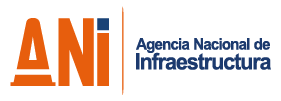 ANI
Agencia Nacional de
Infraestructura